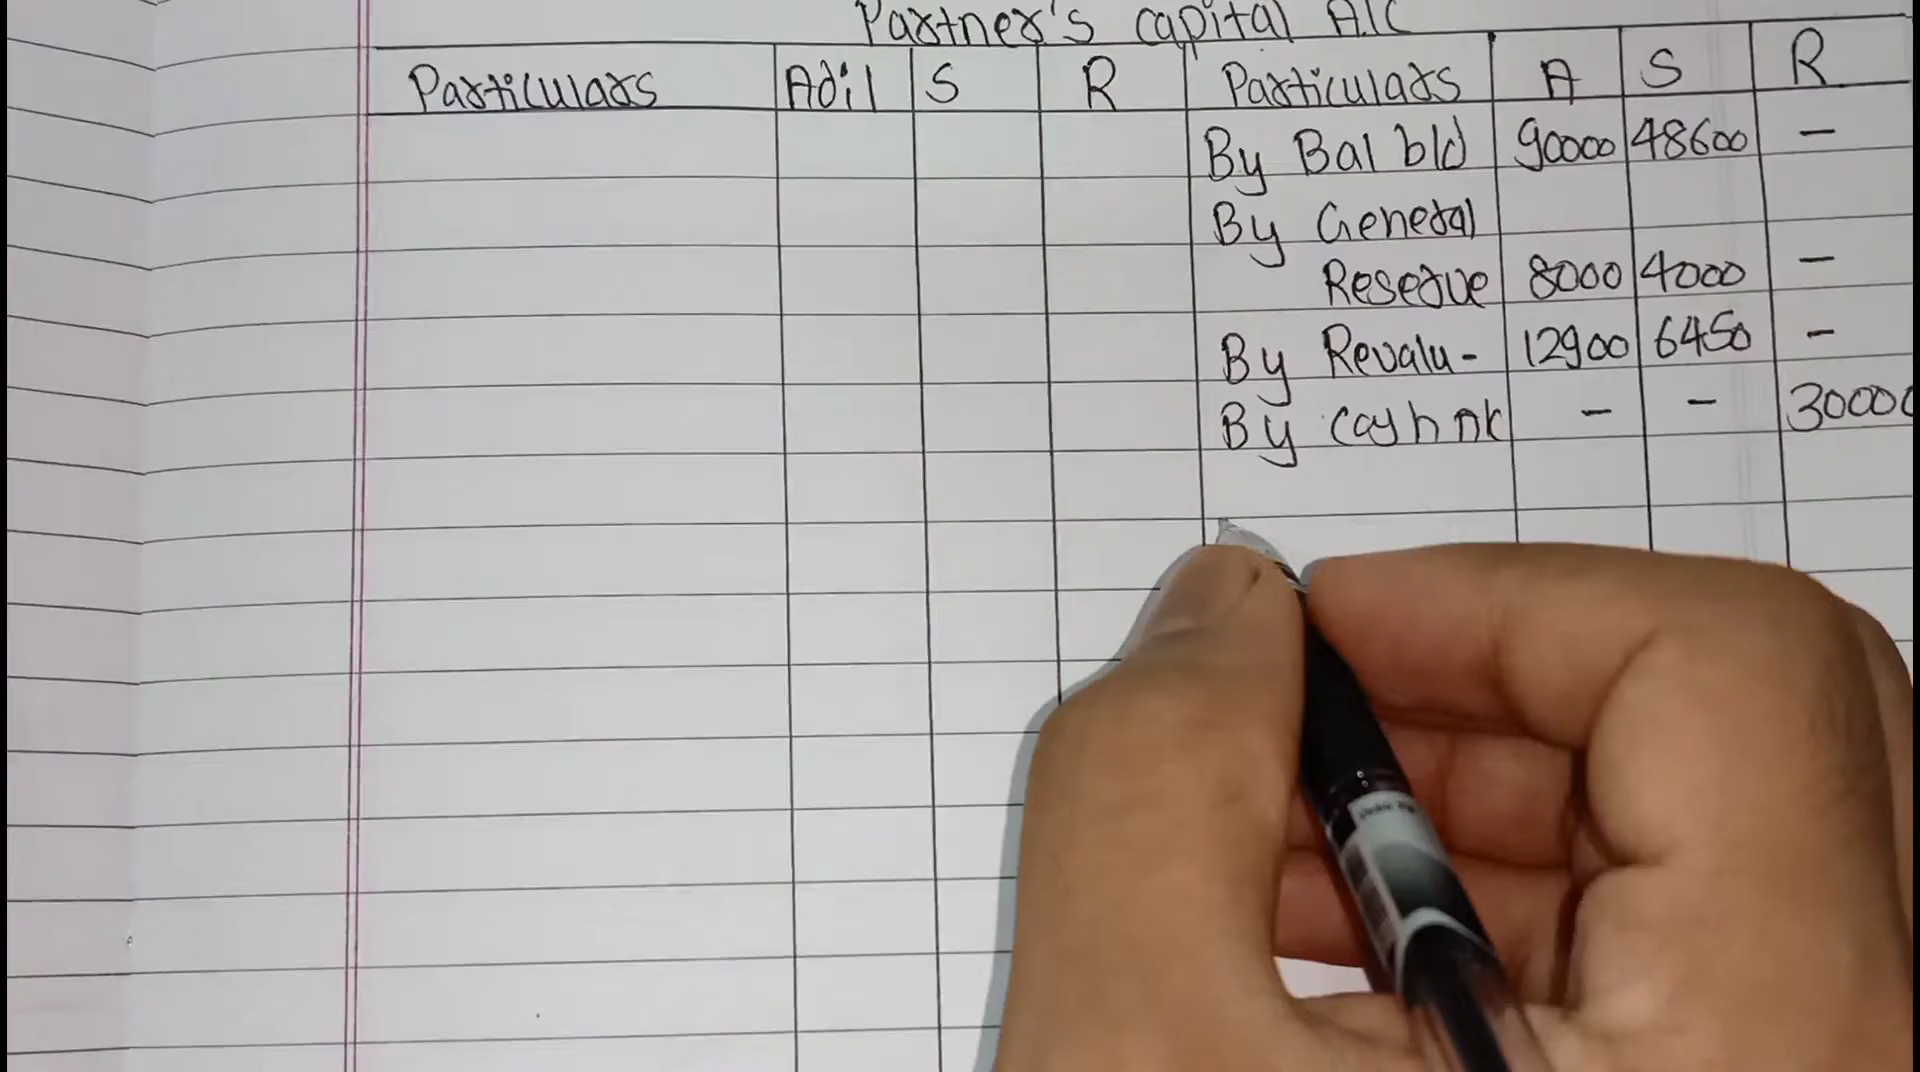 Partner's capital A/C
Particulars Adil S R Particulars A S R
By Bal b/d 90000 48600 -
By General
Reserve 8000 4000 -
By Revalu- 12900 6450 -
By cash - - 30000